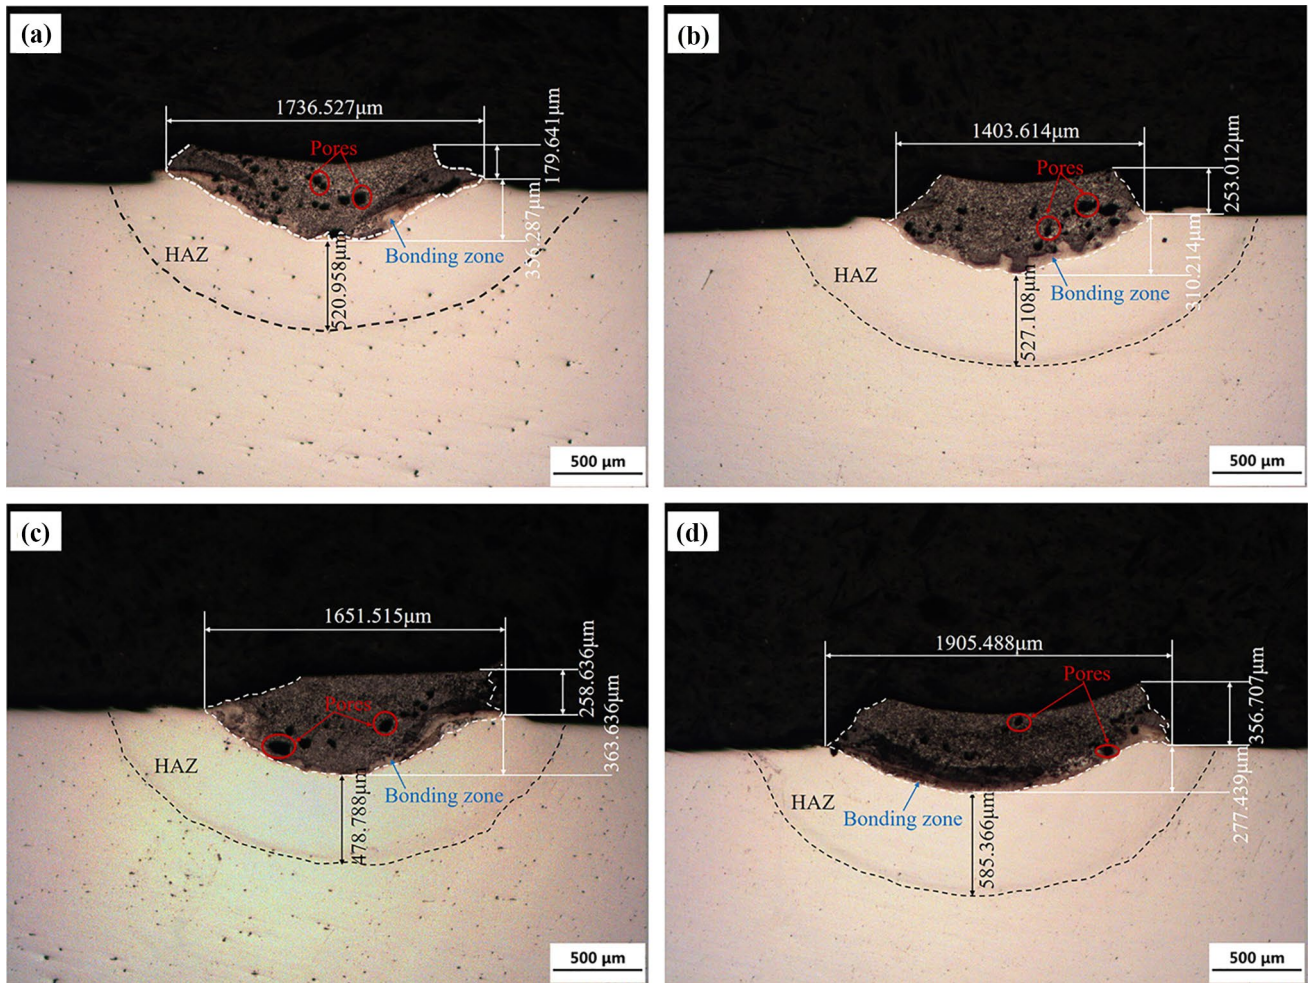 (a)
1736.527μm
179.641μm
Pores
356.287μm
HAZ
Bonding zone
520.958μm
500 μm
(b)
1403.614μm
253.012μm
Pores
310.214μm
HAZ
Bonding zone
527.108μm
500 μm
(c)
1651.515μm
258.636μm
Pores
363.636μm
HAZ
Bonding zone
478.788μm
500 μm
(d)
1905.488μm
Pores
356.707μm
277.439μm
HAZ
Bonding zone
585.366μm
500 μm